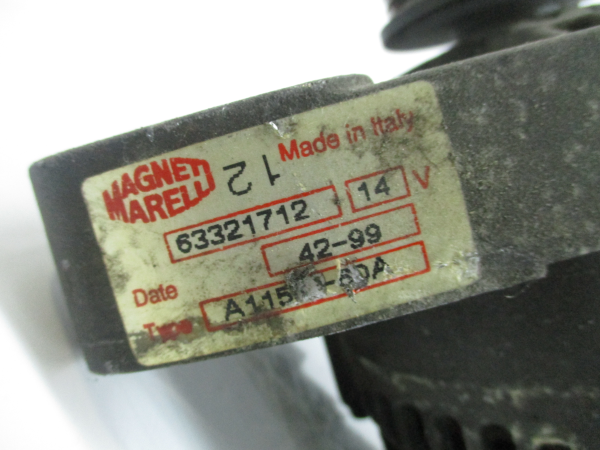 MAGNETI MARELLI
12
Made in Italy
63321712 14 V
Date 42-99
Type